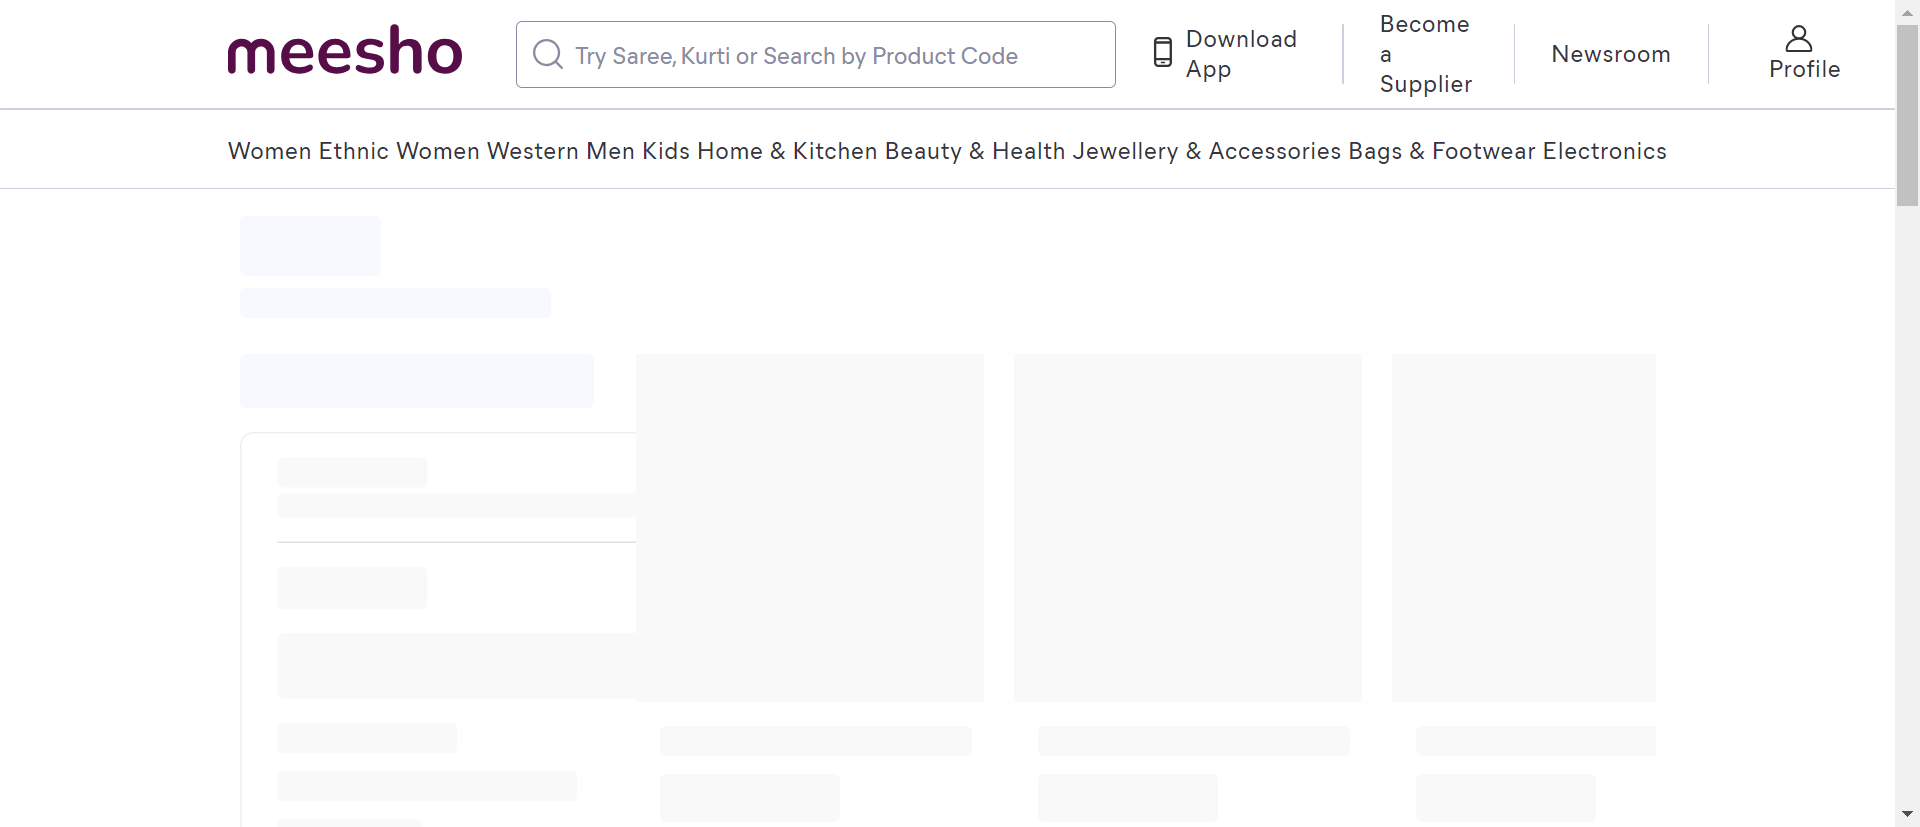 meesho
Try Saree, Kurti or Search by Product Code
Download
App
Become
a
Supplier
Newsroom
Profile
Women Ethnic Women Western Men Kids Home & Kitchen Beauty & Health Jewellery & Accessories Bags & Footwear Electronics